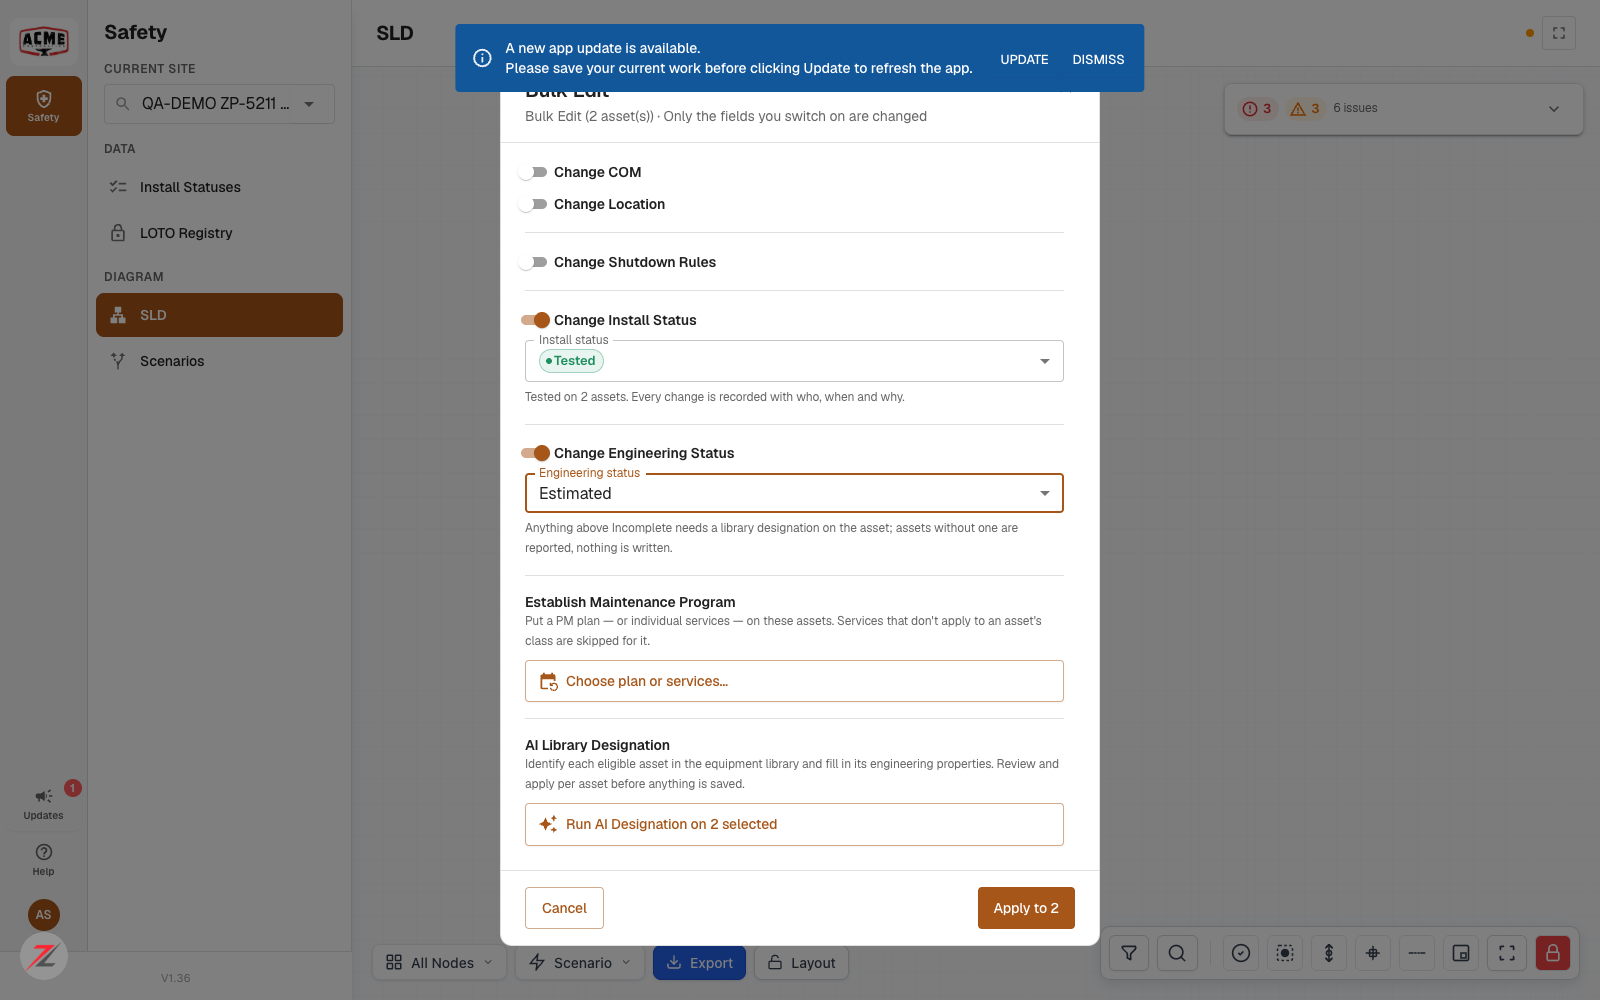 ACME
Safety
Updates
1
Help
AS
Safety
CURRENT SITE
QA-DEMO ZP-5211 ...
DATA
Install Statuses
LOTO Registry
DIAGRAM
SLD
Scenarios
V1.36
SLD
A new app update is available.
Please save your current work before clicking Update to refresh the app.
UPDATE
DISMISS
3
3
6 issues
Bulk Edit
Bulk Edit (2 asset(s)) · Only the fields you switch on are changed
Change COM
Change Location
Change Shutdown Rules
Change Install Status
Install status
Tested
Tested on 2 assets. Every change is recorded with who, when and why.
Change Engineering Status
Engineering status
Estimated
Anything above Incomplete needs a library designation on the asset; assets without one are
reported, nothing is written.
Establish Maintenance Program
Put a PM plan — or individual services — on these assets. Services that don't apply to an asset's
class are skipped for it.
Choose plan or services...
AI Library Designation
Identify each eligible asset in the equipment library and fill in its engineering properties. Review and
apply per asset before anything is saved.
Run AI Designation on 2 selected
Cancel
Apply to 2
All Nodes
Scenario
Export
Layout